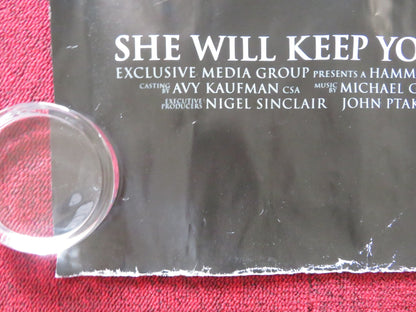 SHE WILL KEEP YO
EXCLUSIVE MEDIA GROUP PRESENTS A HAMM
CASTING BY AVY KAUFMAN CSA MUSIC BY MICHAEL G
EXECUTIVE PRODUCERS NIGEL SINCLAIR JOHN PTAK